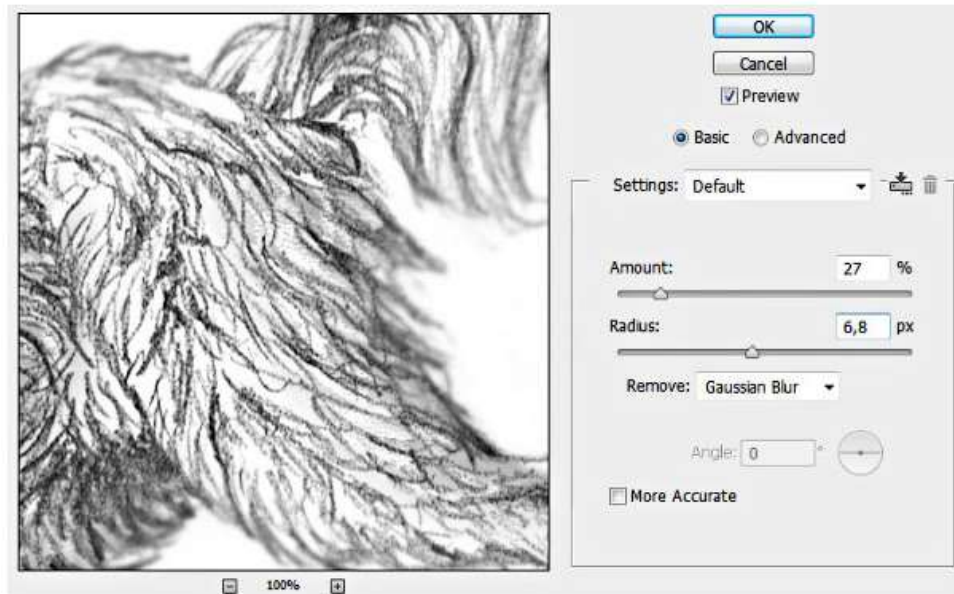 OK
Cancel
Preview
Basic Advanced
Settings: Default
Amount: 27 %
Radius: 6,8 px
Remove: Gaussian Blur
Angle: 0 °
More Accurate
100%